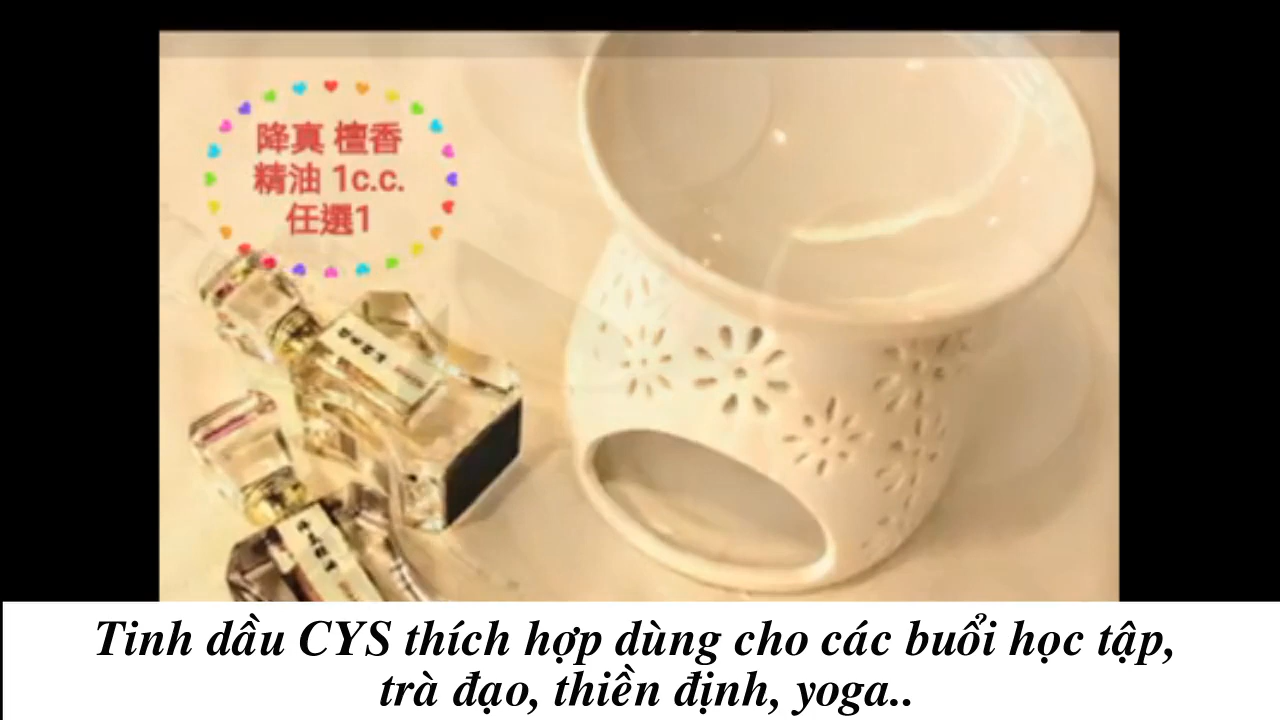 降真 檀香
精油 1c.c.
任選1
Tinh dầu CYS thích hợp dùng cho các buổi học tập,
trà đạo, thiền định, yoga..